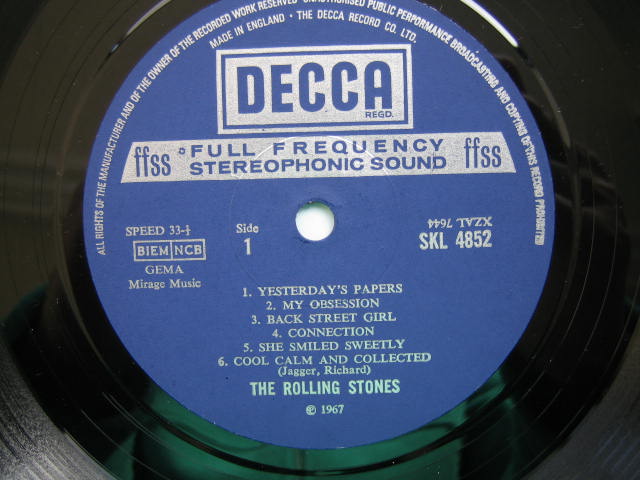 ALL RIGHTS OF THE MANUFACTURER AND OF THE OWNER OF THE RECORDED WORK RESERVED UNAUTHORISED PUBLIC PERFORMANCE BROADCASTING AND COPYING OF THIS RECORD PROHIBITED
MADE IN ENGLAND • THE DECCA RECORD CO. LTD.
DECCA
REGD.
ffss FULL FREQUENCY ffss
STEREOPHONIC SOUND
SPEED 33-⅓
BIEM NCB
GEMA
Mirage Music
Side
1
XZAL 7644
SKL 4852
1. YESTERDAY'S PAPERS
2. MY OBSESSION
3. BACK STREET GIRL
4. CONNECTION
5. SHE SMILED SWEETLY
6. COOL CALM AND COLLECTED
(Jagger, Richard)
THE ROLLING STONES
℗ 1967